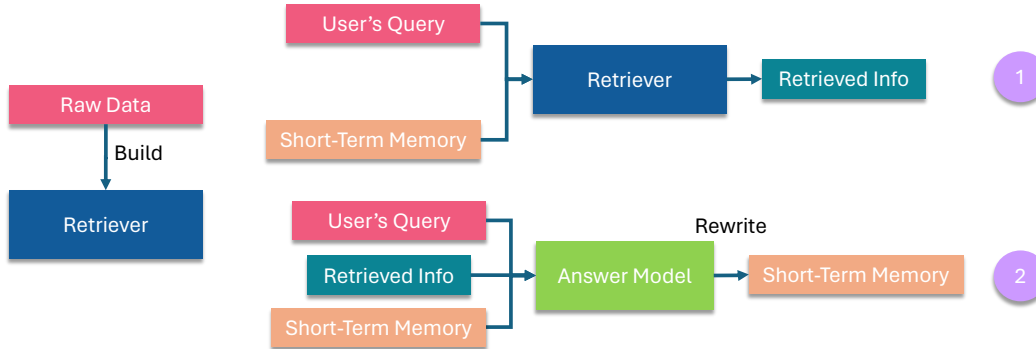 Raw Data
Build
Retriever
User's Query
Short-Term Memory
Retriever
Retrieved Info
1
User's Query
Retrieved Info
Short-Term Memory
Answer Model
Rewrite
Short-Term Memory
2